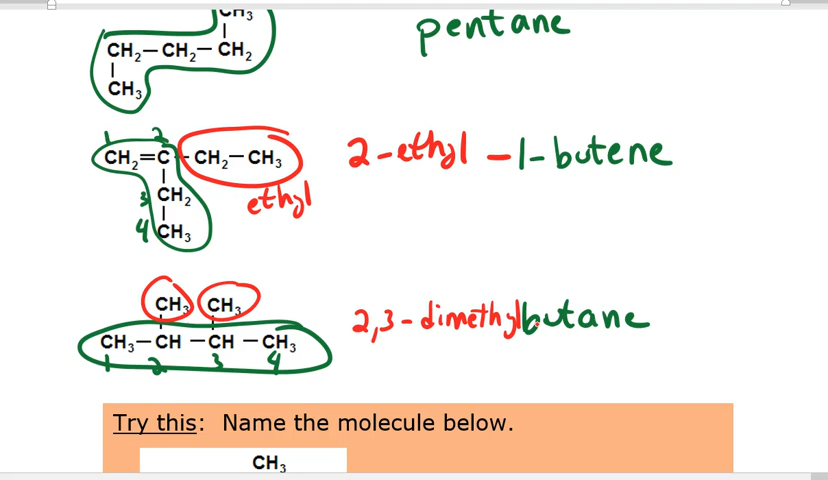 CH3
pentane
CH2—CH2—CH2
CH3
1 2
CH2=C—CH2—CH3
2-ethyl-1-butene
3 CH2
ethyl
4 CH3
CH3 CH3
2,3-dimethylbutane
CH3—CH—CH—CH3
1 2 3 4
Try this: Name the molecule below.
CH3